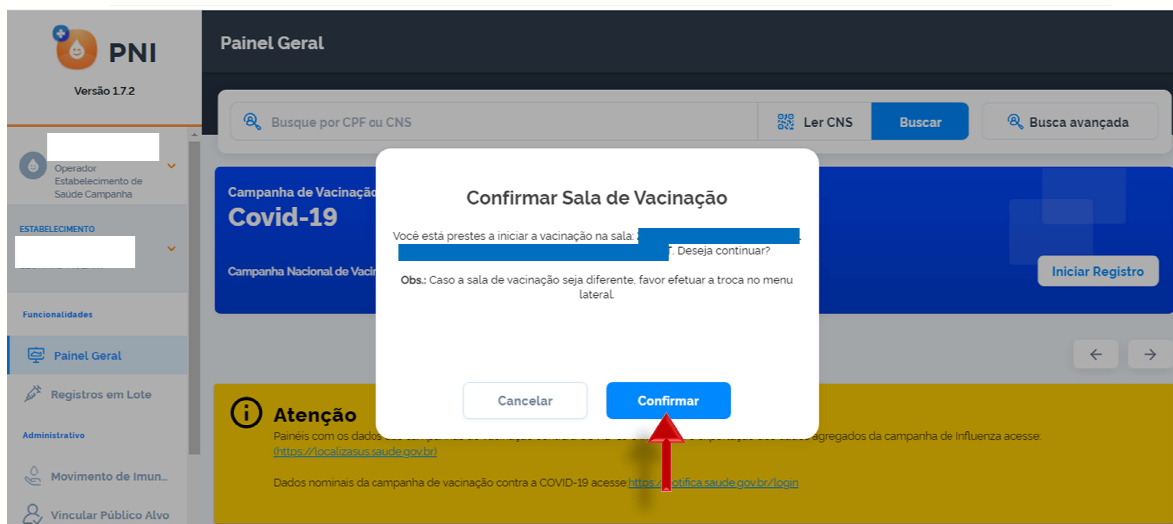 PNI
Versão 1.7.2
Operador
Estabelecimento de
Saúde Campanha
ESTABELECIMENTO
Funcionalidades
Painel Geral
Registros em Lote
Administrativo
Movimento de Imun...
Vincular Público Alvo
Painel Geral
Busque por CPF ou CNS
Ler CNS
Buscar
Busca avançada
Campanha de Vacinação
Covid-19
Campanha Nacional de Vacin
Iniciar Registro
Confirmar Sala de Vacinação
Você está prestes a iniciar a vacinação na sala:
. Deseja continuar?
Obs.: Caso a sala de vacinação seja diferente, favor efetuar a troca no menu
lateral.
Cancelar
Confirmar
Atenção
Painéis com os dados agregados da campanha de Influenza acesse:
(https://localizasus.saude.gov.br)
Dados nominais da campanha de vacinação contra a COVID-19 acesse: